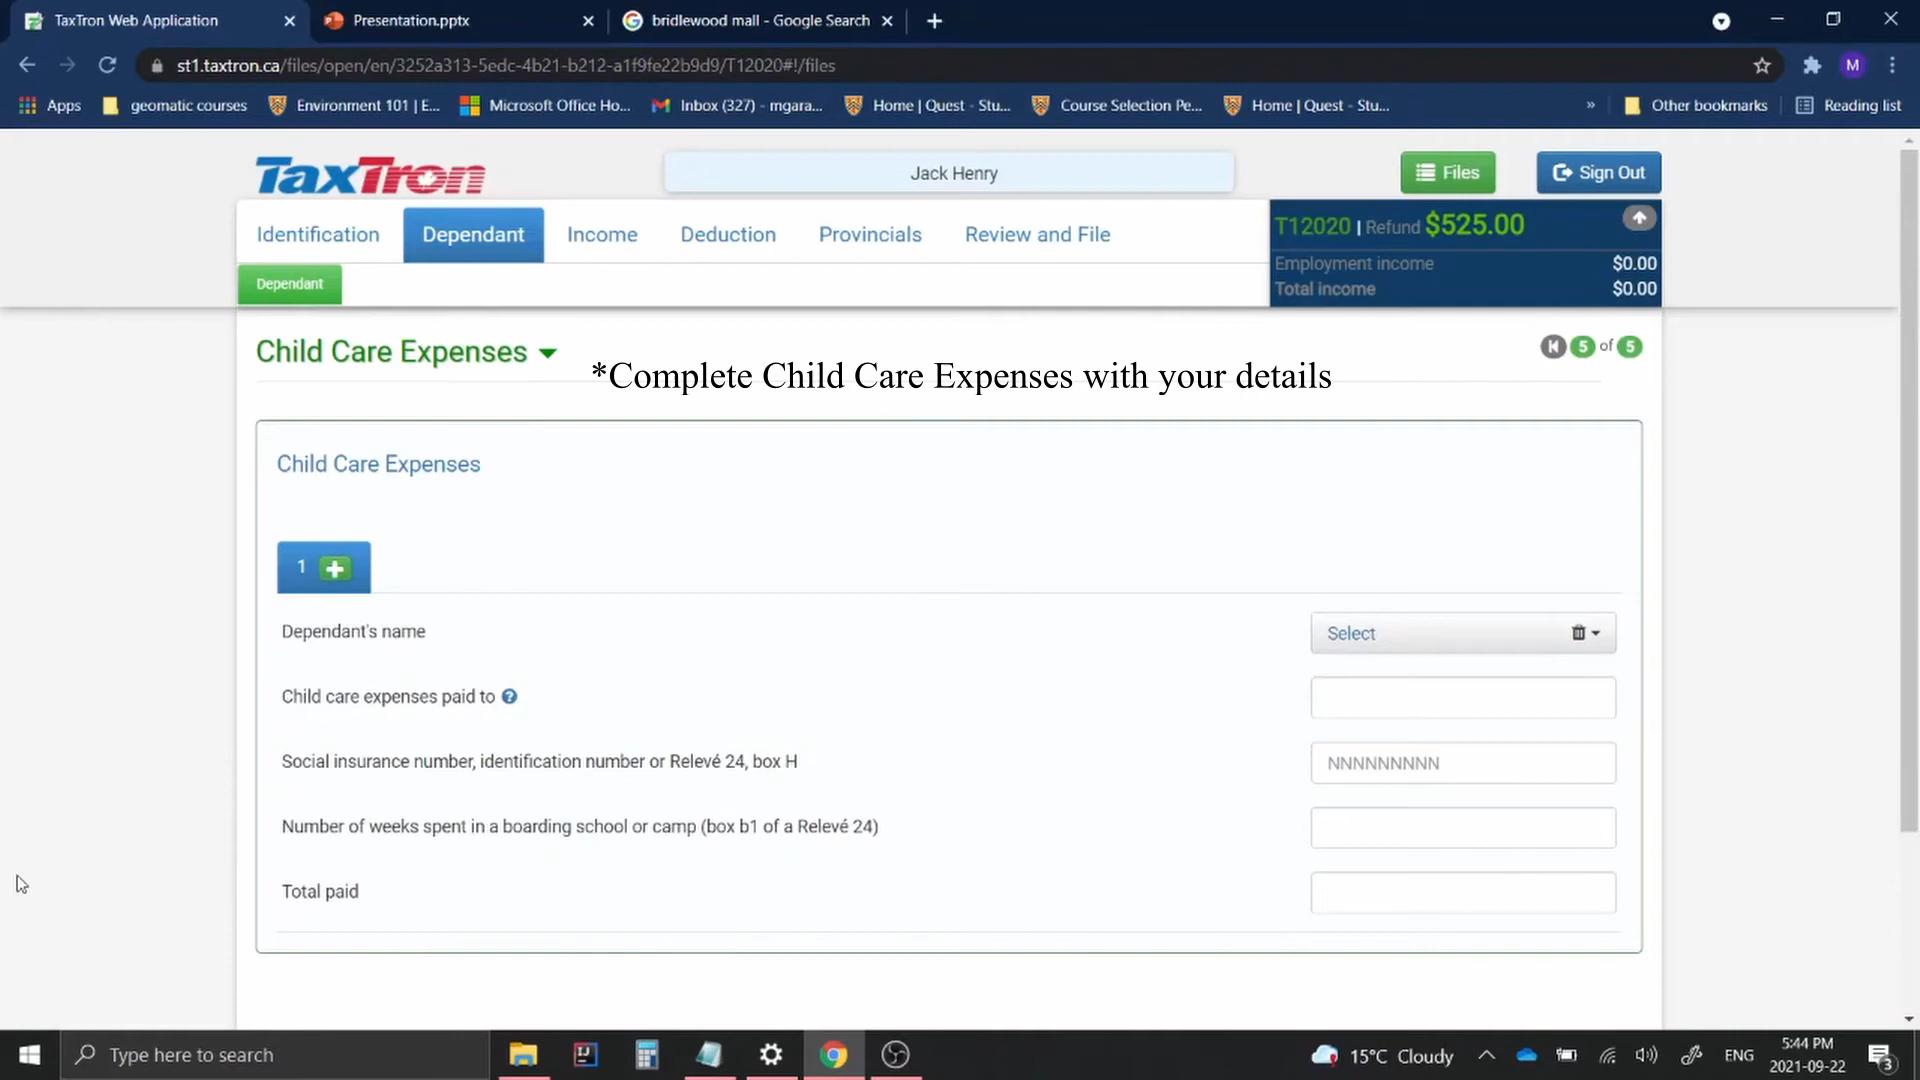 TaxTron Web Application
Presentation.pptx
bridlewood mall - Google Search
st1.taxtron.ca/files/open/en/3252a313-5edc-4b21-b212-a1f9fe22b9d9/T12020#!/files
M
Apps
geomatic courses
Environment 101 | E...
Microsoft Office Ho...
Inbox (327) - mgara...
Home | Quest - Stu...
Course Selection Pe...
Home | Quest - Stu...
»
Other bookmarks
Reading list
TaxTron
Jack Henry
Files
Sign Out
Identification
Dependant
Income
Deduction
Provincials
Review and File
T12020 | Refund $525.00
Employment income $0.00
Total income $0.00
Dependant
Child Care Expenses
5 of 5
*Complete Child Care Expenses with your details
Child Care Expenses
1
Dependant's name
Select
Child care expenses paid to
Social insurance number, identification number or Relevé 24, box H
NNNNNNNNN
Number of weeks spent in a boarding school or camp (box b1 of a Relevé 24)
Total paid
Type here to search
15°C Cloudy
ENG
5:44 PM
2021-09-22
3